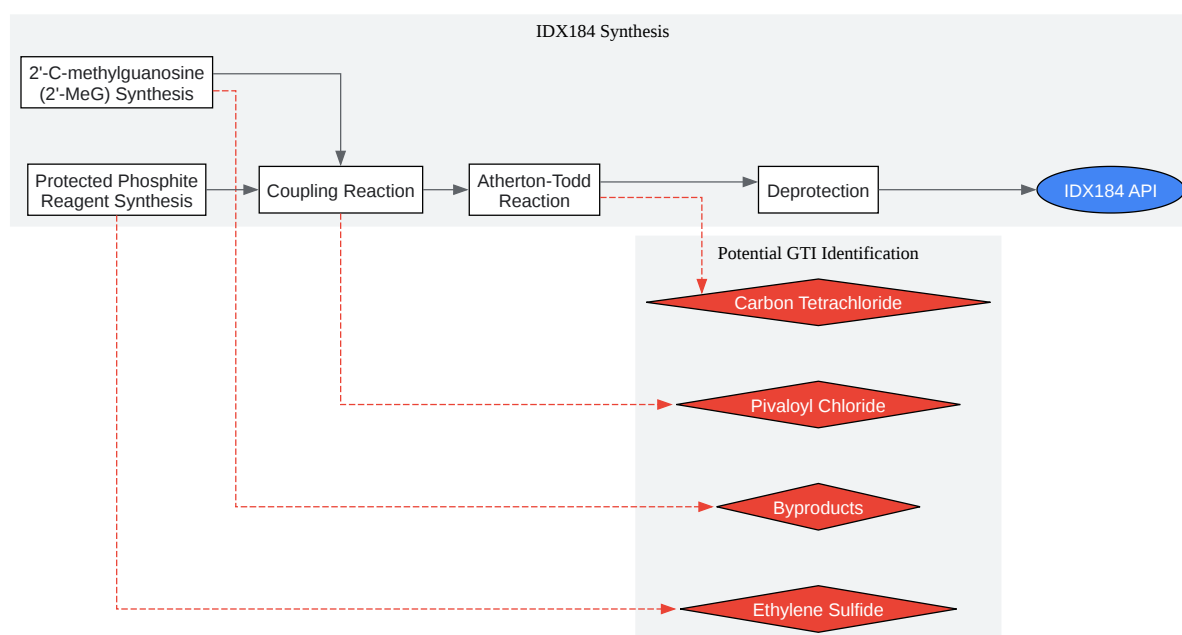 IDX184 Synthesis
2'-C-methylguanosine
(2'-MeG) Synthesis
Protected Phosphite
Reagent Synthesis
Coupling Reaction
Atherton-Todd
Reaction
Deprotection
IDX184 API
Potential GTI Identification
Carbon Tetrachloride
Pivaloyl Chloride
Byproducts
Ethylene Sulfide